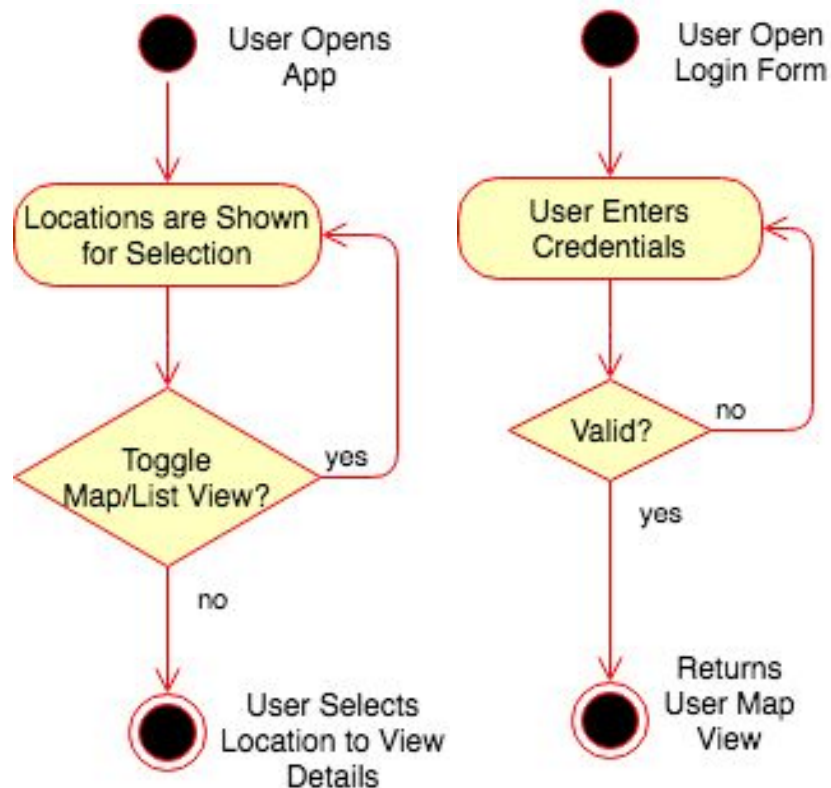 User Opens
App
Locations are Shown
for Selection
Toggle
Map/List View?
yes
no
User Selects
Location to View
Details
User Open
Login Form
User Enters
Credentials
Valid?
no
yes
Returns
User Map
View